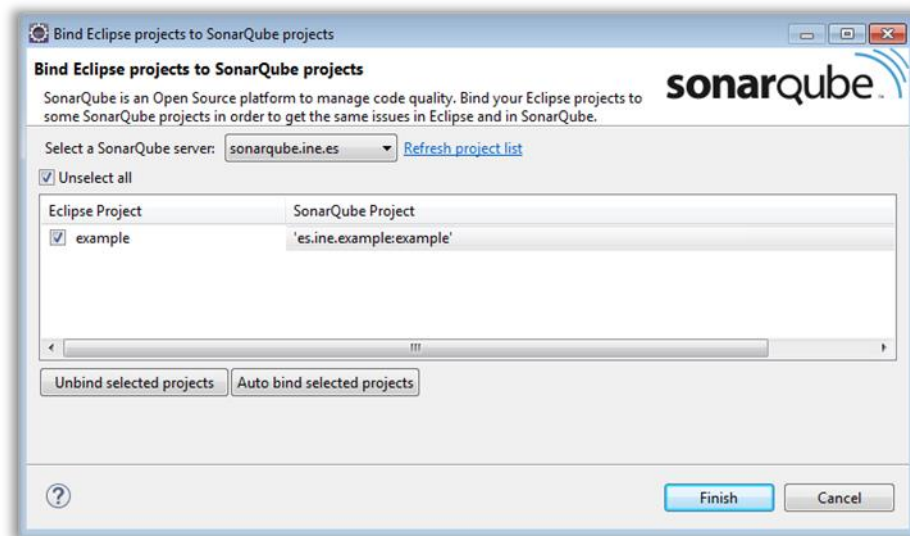 Bind Eclipse projects to SonarQube projects
Bind Eclipse projects to SonarQube projects
sonarqube
SonarQube is an Open Source platform to manage code quality. Bind your Eclipse projects to
some SonarQube projects in order to get the same issues in Eclipse and in SonarQube.
Select a SonarQube server: sonarqube.ine.es Refresh project list
Unselect all
Eclipse Project SonarQube Project
example 'es.ine.example:example'
Unbind selected projects Auto bind selected projects
? Finish Cancel